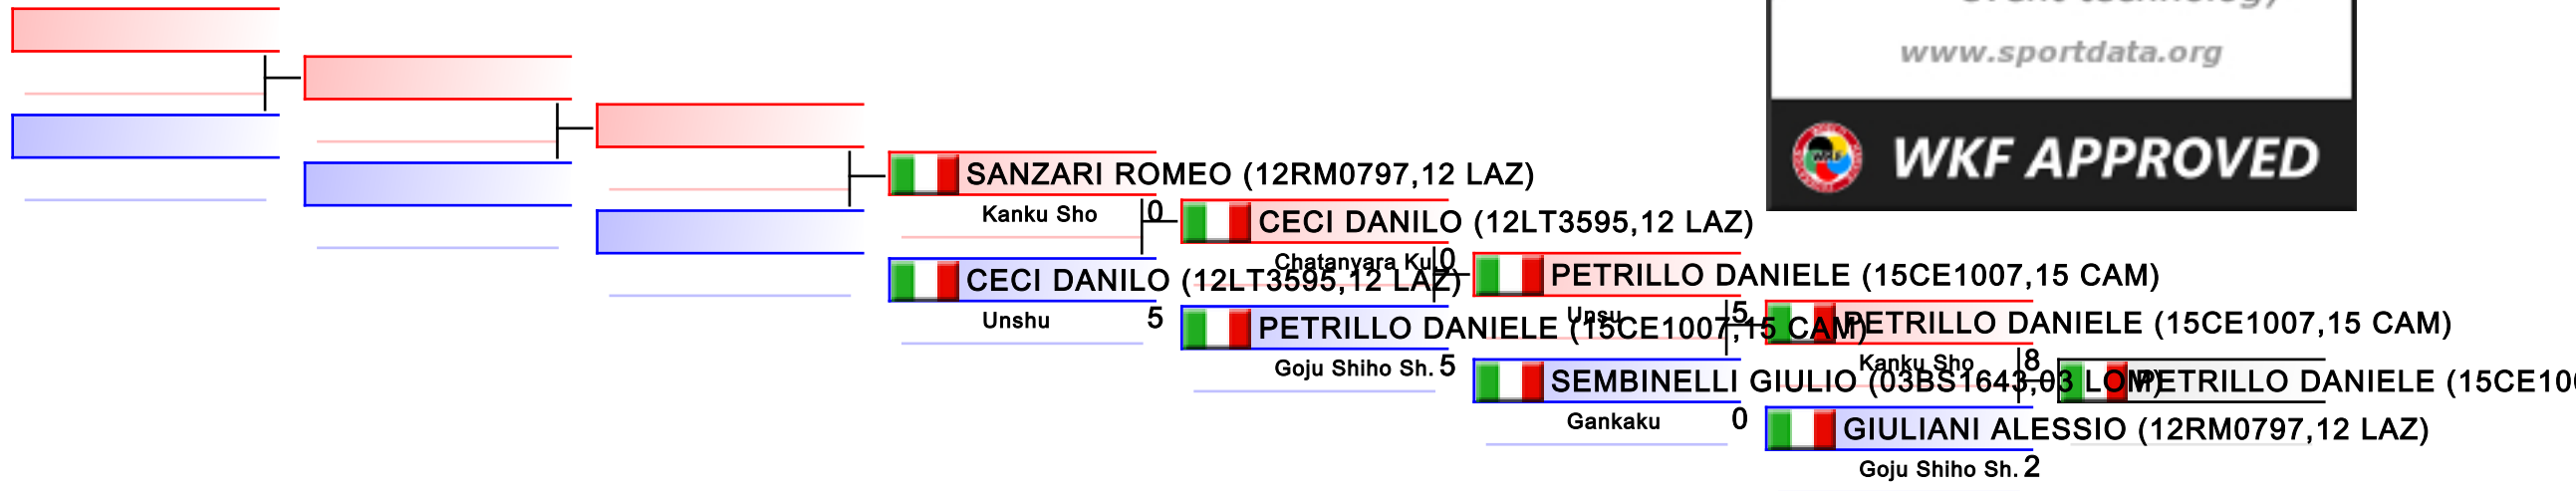 event technology
www.sportdata.org
WKF APPROVED
SANZARI ROMEO (12RM0797,12 LAZ)
Kanku Sho 0
CECI DANILO (12LT3595,12 LAZ)
Unshu 5
CECI DANILO (12LT3595,12 LAZ)
Chatanyara Ku 0
PETRILLO DANIELE (15CE1007,15 CAM)
Goju Shiho Sh. 5
PETRILLO DANIELE (15CE1007,15 CAM)
Unsu 5
SEMBINELLI GIULIO (03BS1643,03 LOM)
Gankaku 0
PETRILLO DANIELE (15CE1007,15 CAM)
Kanku Sho 8
GIULIANI ALESSIO (12RM0797,12 LAZ)
Goju Shiho Sh. 2
PETRILLO DANIELE (15CE10